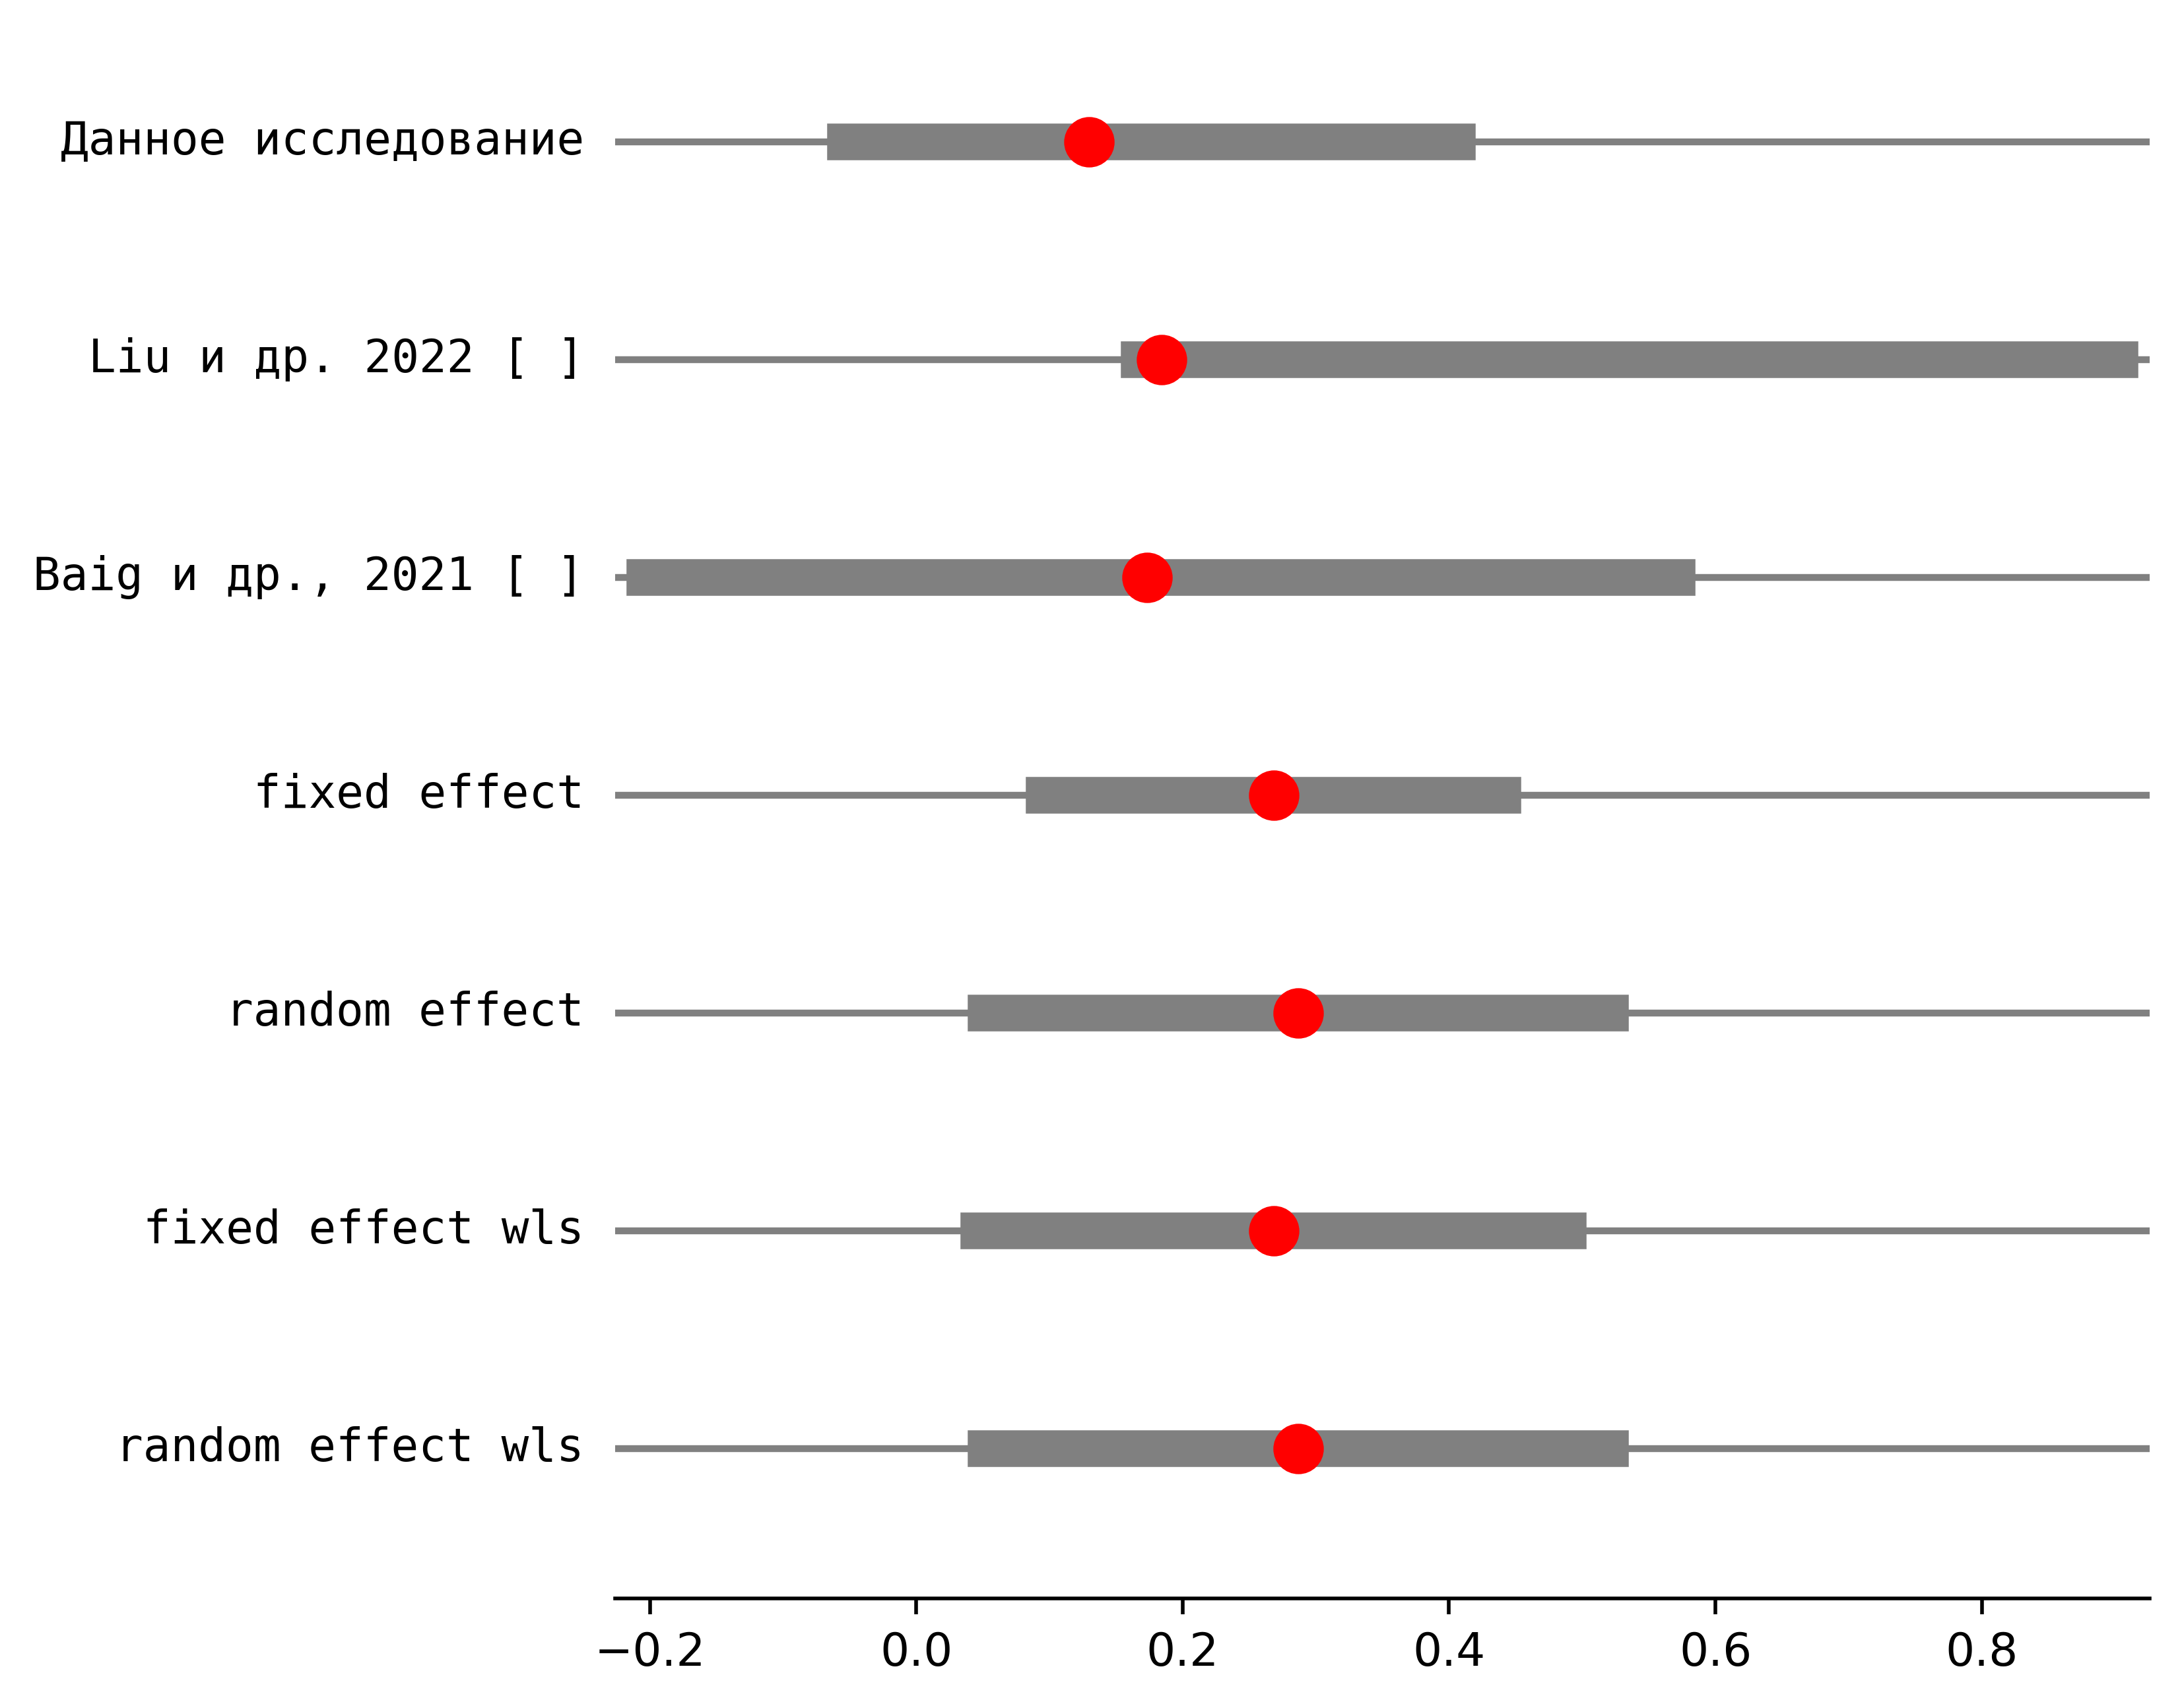 Данное исследование
Liu и др. 2022 [ ]
Baig и др., 2021 [ ]
fixed effect
random effect
fixed effect wls
random effect wls
−0.2 0.0 0.2 0.4 0.6 0.8